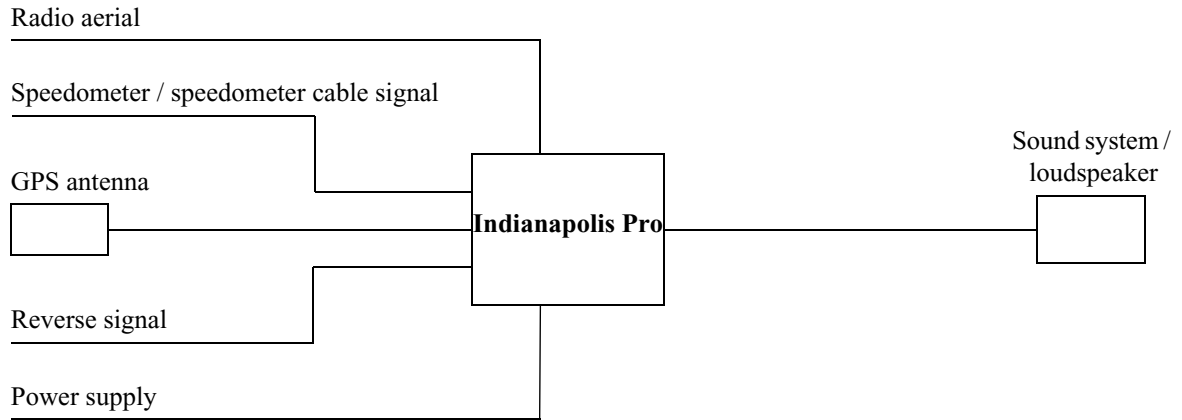 Radio aerial
Speedometer / speedometer cable signal
Sound system /
loudspeaker
GPS antenna
Indianapolis Pro
Reverse signal
Power supply